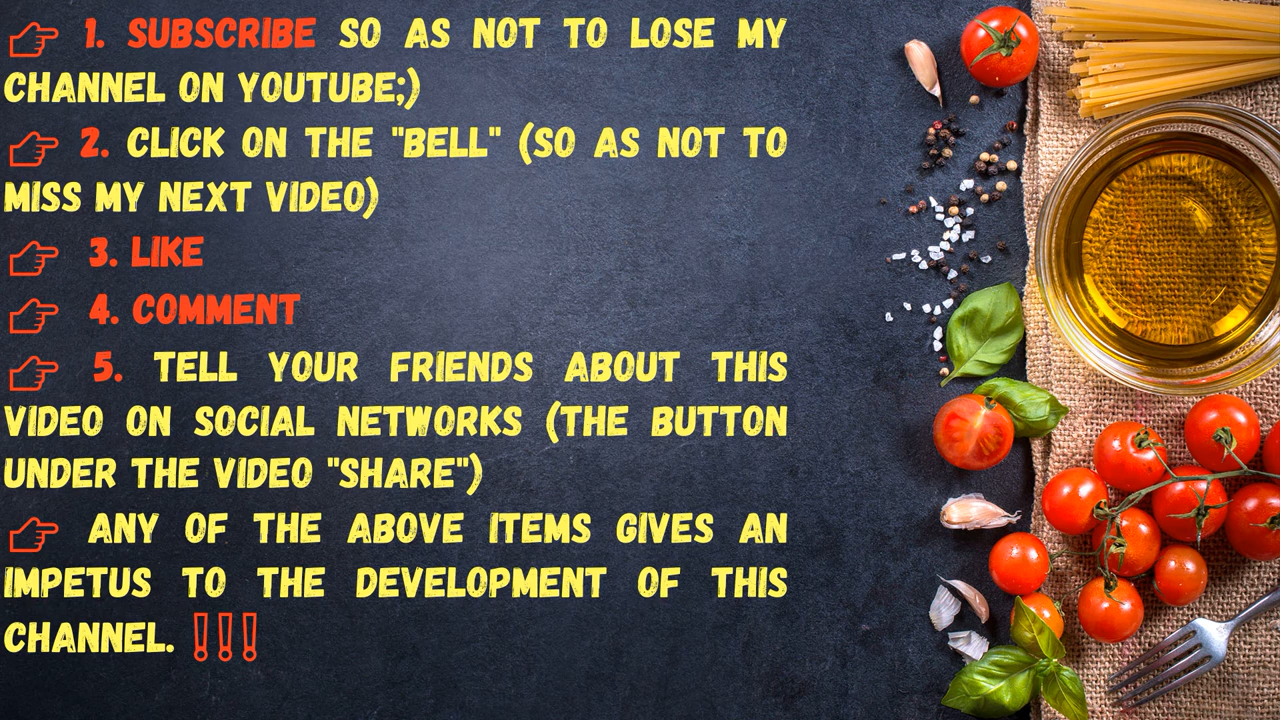 👉 1. SUBSCRIBE SO AS NOT TO LOSE MY
CHANNEL ON YOUTUBE;)
👉 2. CLICK ON THE "BELL" (SO AS NOT TO
MISS MY NEXT VIDEO)
👉 3. LIKE
👉 4. COMMENT
👉 5. TELL YOUR FRIENDS ABOUT THIS
VIDEO ON SOCIAL NETWORKS (THE BUTTON
UNDER THE VIDEO "SHARE")
👉 ANY OF THE ABOVE ITEMS GIVES AN
IMPETUS TO THE DEVELOPMENT OF THIS
CHANNEL. !!!